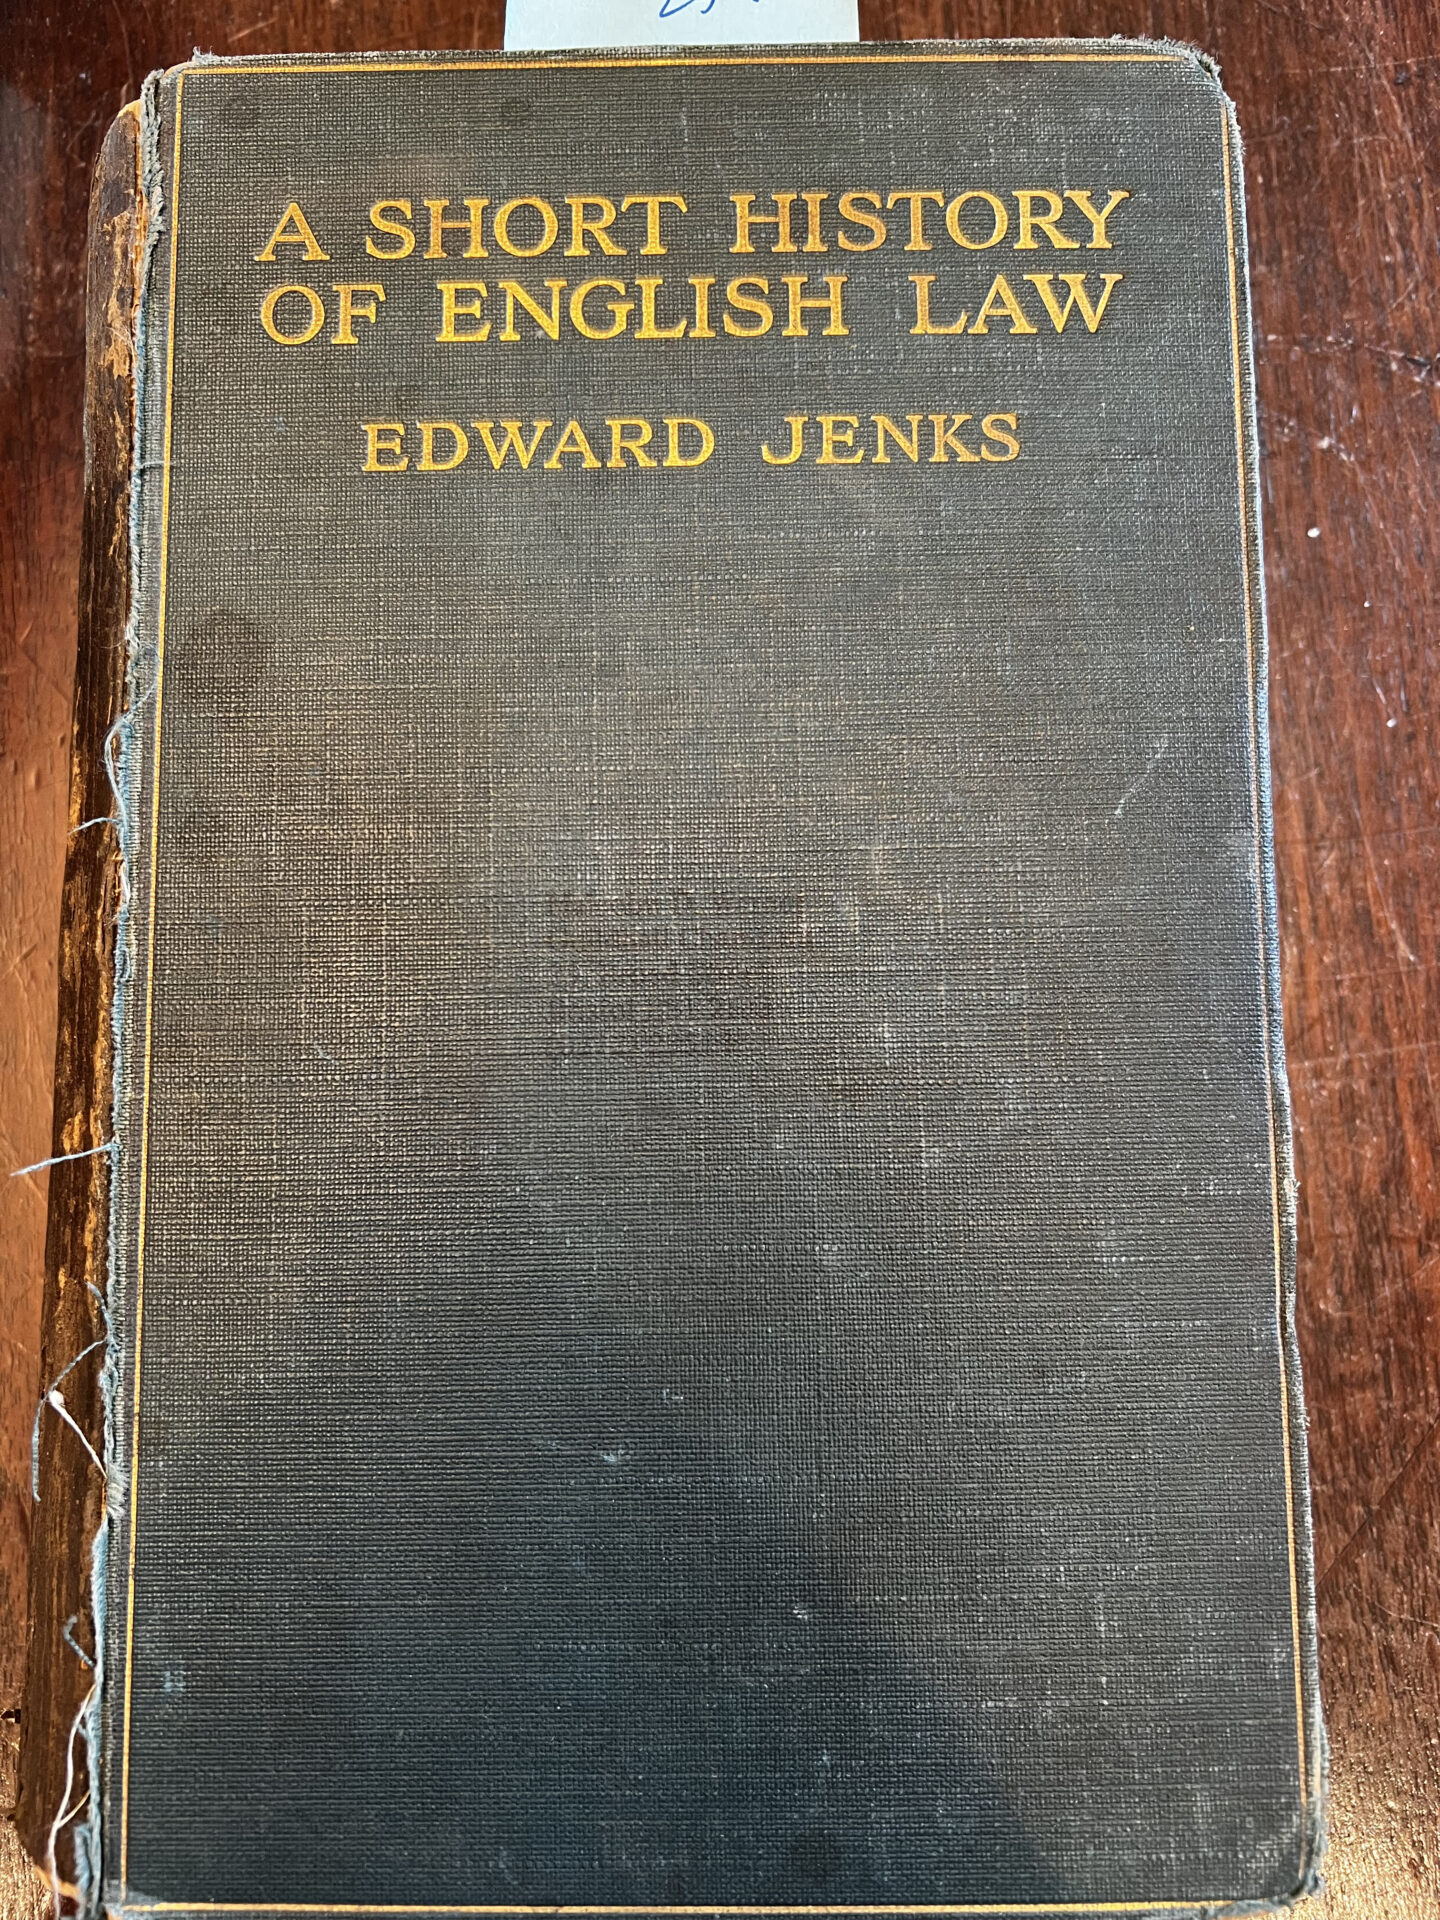 A SHORT HISTORY
OF ENGLISH LAW
EDWARD JENKS